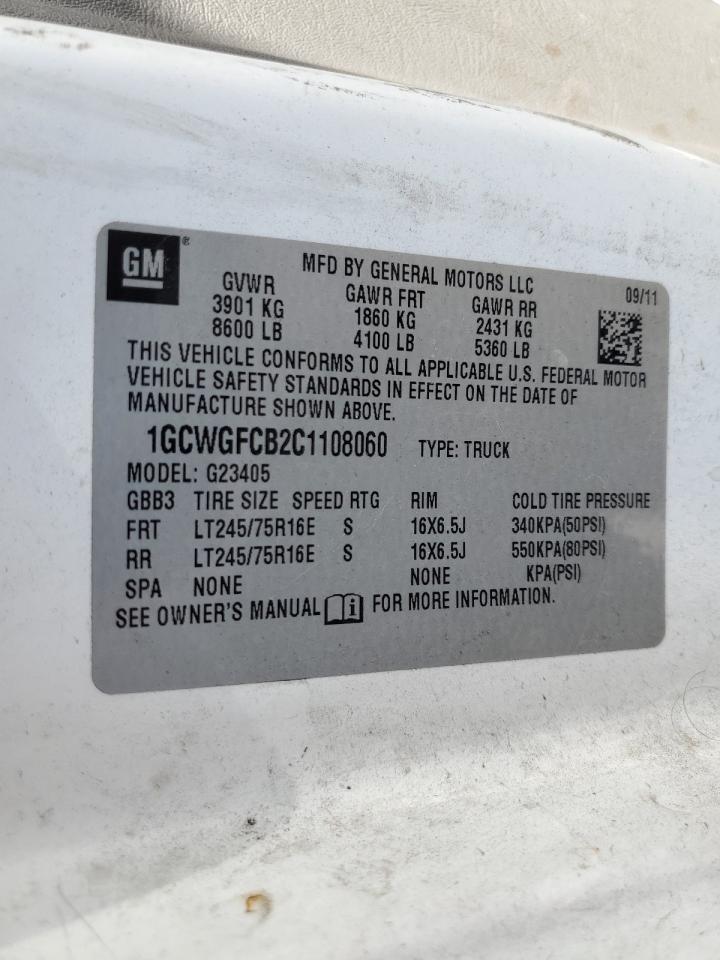 GM ®
MFD BY GENERAL MOTORS LLC 09/11
GVWR GAWR FRT GAWR RR
3901 KG 1860 KG 2431 KG
8600 LB 4100 LB 5360 LB
THIS VEHICLE CONFORMS TO ALL APPLICABLE U.S. FEDERAL MOTOR
VEHICLE SAFETY STANDARDS IN EFFECT ON THE DATE OF
MANUFACTURE SHOWN ABOVE.
1GCWGFCB2C1108060 TYPE: TRUCK
MODEL: G23405
GBB3 TIRE SIZE SPEED RTG RIM COLD TIRE PRESSURE
FRT LT245/75R16E S 16X6.5J 340KPA(50PSI)
RR LT245/75R16E S 16X6.5J 550KPA(80PSI)
SPA NONE NONE KPA(PSI)
SEE OWNER'S MANUAL i FOR MORE INFORMATION.